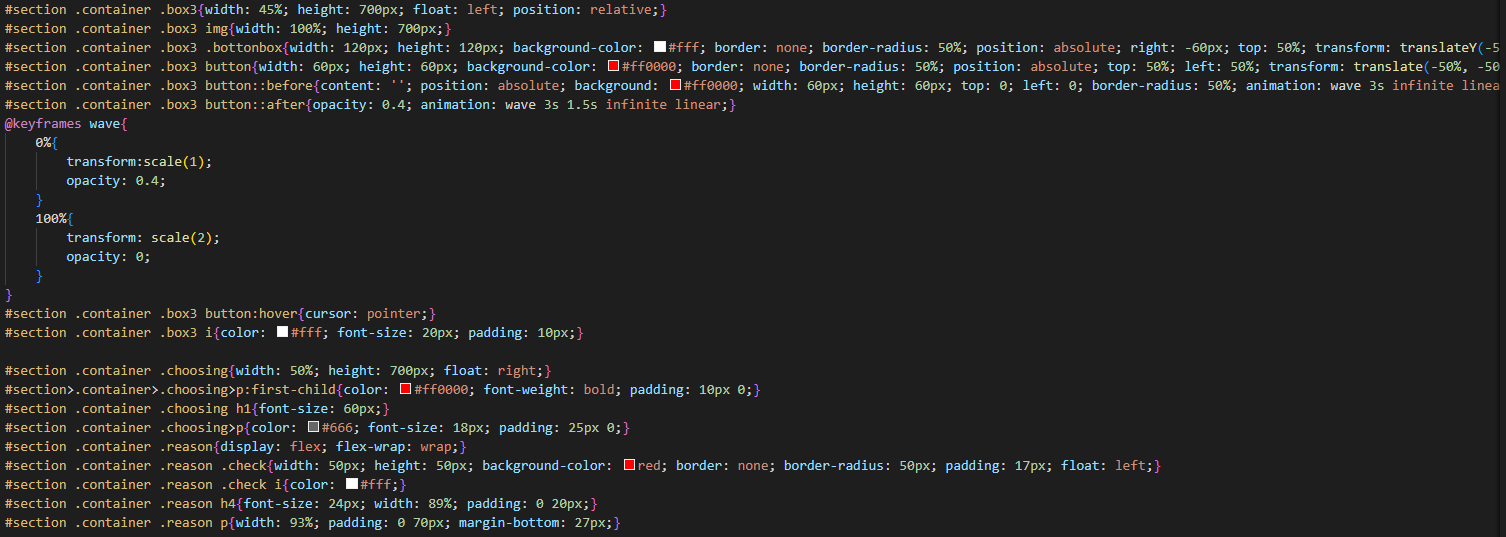 #section .container .box3{width: 45%; height: 700px; float: left; position: relative;}
#section .container .box3 img{width: 100%; height: 700px;}
#section .container .box3 .bottonbox{width: 120px; height: 120px; background-color: #fff; border: none; border-radius: 50%; position: absolute; right: -60px; top: 50%; transform: translateY(-5
#section .container .box3 button{width: 60px; height: 60px; background-color: #ff0000; border: none; border-radius: 50%; position: absolute; top: 50%; left: 50%; transform: translate(-50%, -50
#section .container .box3 button::before{content: ''; position: absolute; background: #ff0000; width: 60px; height: 60px; top: 0; left: 0; border-radius: 50%; animation: wave 3s infinite linea
#section .container .box3 button::after{opacity: 0.4; animation: wave 3s 1.5s infinite linear;}
@keyframes wave{
    0%{
        transform:scale(1);
        opacity: 0.4;
    }
    100%{
        transform: scale(2);
        opacity: 0;
    }
}
#section .container .box3 button:hover{cursor: pointer;}
#section .container .box3 i{color: #fff; font-size: 20px; padding: 10px;}

#section .container .choosing{width: 50%; height: 700px; float: right;}
#section>.container>.choosing>p:first-child{color: #ff0000; font-weight: bold; padding: 10px 0;}
#section .container .choosing h1{font-size: 60px;}
#section .container .choosing>p{color: #666; font-size: 18px; padding: 25px 0;}
#section .container .reason{display: flex; flex-wrap: wrap;}
#section .container .reason .check{width: 50px; height: 50px; background-color: red; border: none; border-radius: 50px; padding: 17px; float: left;}
#section .container .reason .check i{color: #fff;}
#section .container .reason h4{font-size: 24px; width: 89%; padding: 0 20px;}
#section .container .reason p{width: 93%; padding: 0 70px; margin-bottom: 27px;}